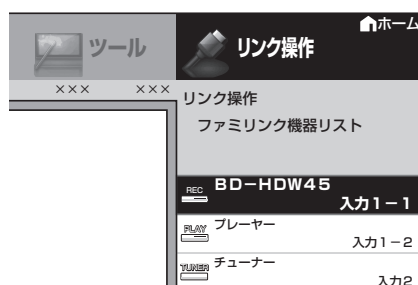 ホーム
ツール
リンク操作
××× ×××
リンク操作
ファミリンク機器リスト
REC BD-HDW45
入力1-1
PLAY プレーヤー
入力1-2
TUNER チューナー
入力2